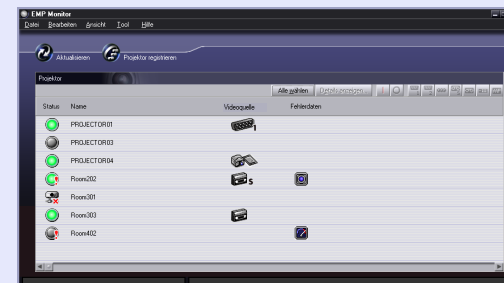 EMP Monitor
Datei Bearbeiten Ansicht Tool Hilfe
Aktualisieren Projektor registrieren
Projektor
Alle wählen Details anzeigen...
Status Name Videoquelle Fehlerdaten
PROJECTOR01 1
PROJECTOR03
PROJECTOR04
Room202 S
Room301
Room303
Room402